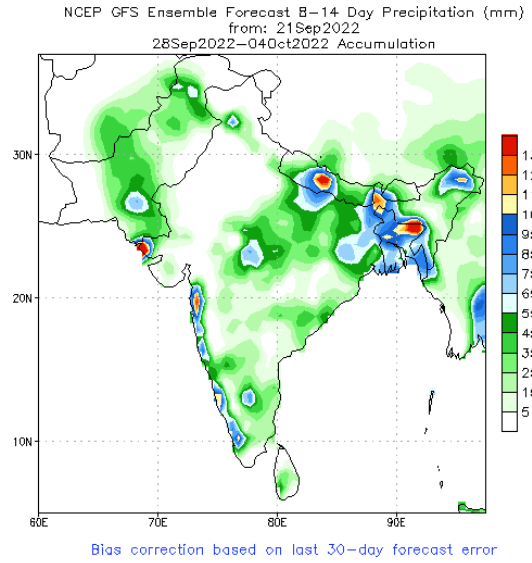 NCEP GFS Ensemble Forecast 8-14 Day Precipitation (mm)
from: 21Sep2022
28Sep2022-04Oct2022 Accumulation
30N
20N
10N
60E
70E
80E
90E
5
Bias correction based on last 30-day forecast error